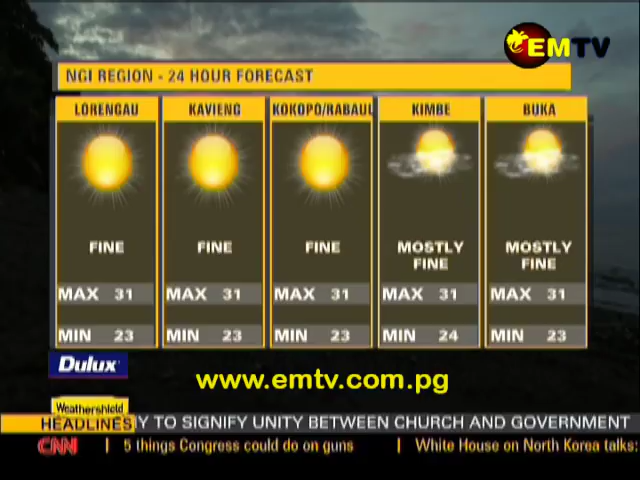 EMTV
NGI REGION - 24 HOUR FORECAST
LORENGAU KAVIENG KOKOPO/RABAUL KIMBE BUKA
FINE FINE FINE MOSTLY FINE MOSTLY FINE
MAX 31 MAX 31 MAX 31 MAX 31 MAX 31
MIN 23 MIN 23 MIN 23 MIN 24 MIN 23
Dulux
www.emtv.com.pg
Weathershield
HEADLINES Y TO SIGNIFY UNITY BETWEEN CHURCH AND GOVERNMENT
CNN | 5 things Congress could do on guns | White House on North Korea talks: